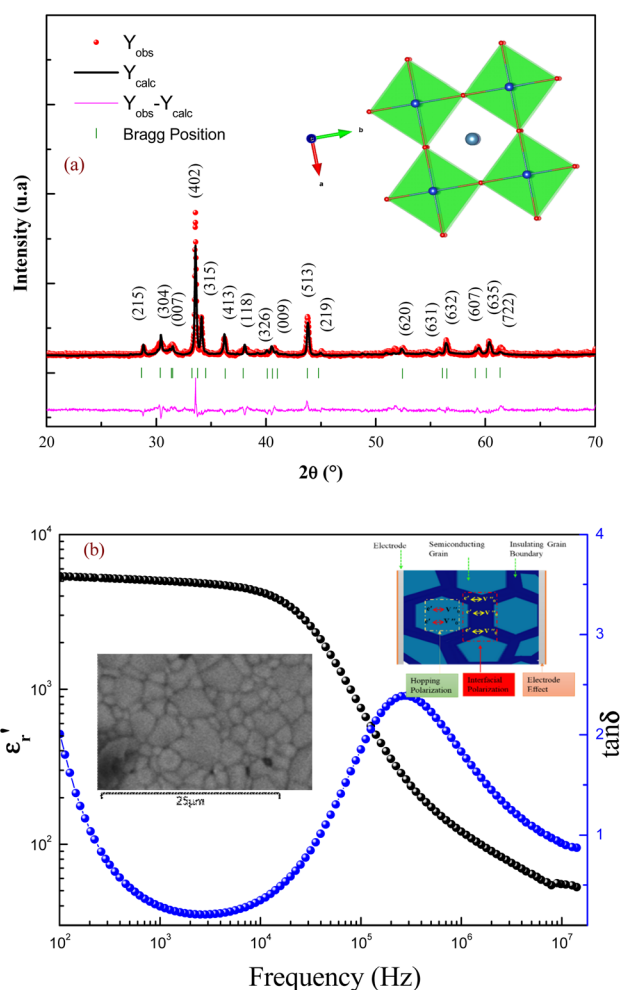 Y_obs
Y_calc
Y_obs-Y_calc
Bragg Position
(a)
b
a
(402)
(215)
(304)
(007)
(315)
(413)
(118)
(326)
(009)
(513)
(219)
(620)
(631)
(632)
(607)
(635)
(722)
Intensity (u.a)
20 30 40 50 60 70
2θ (°)
(b)
Electrode
Semiconducting Grain
Insulating Grain Boundary
Hopping Polarization
Interficial Polarization
Electrode Effect
25μm
ε_r'
10^4
10^3
10^2
tanδ
4
3
2
1
10^2 10^3 10^4 10^5 10^6 10^7
Frequency (Hz)